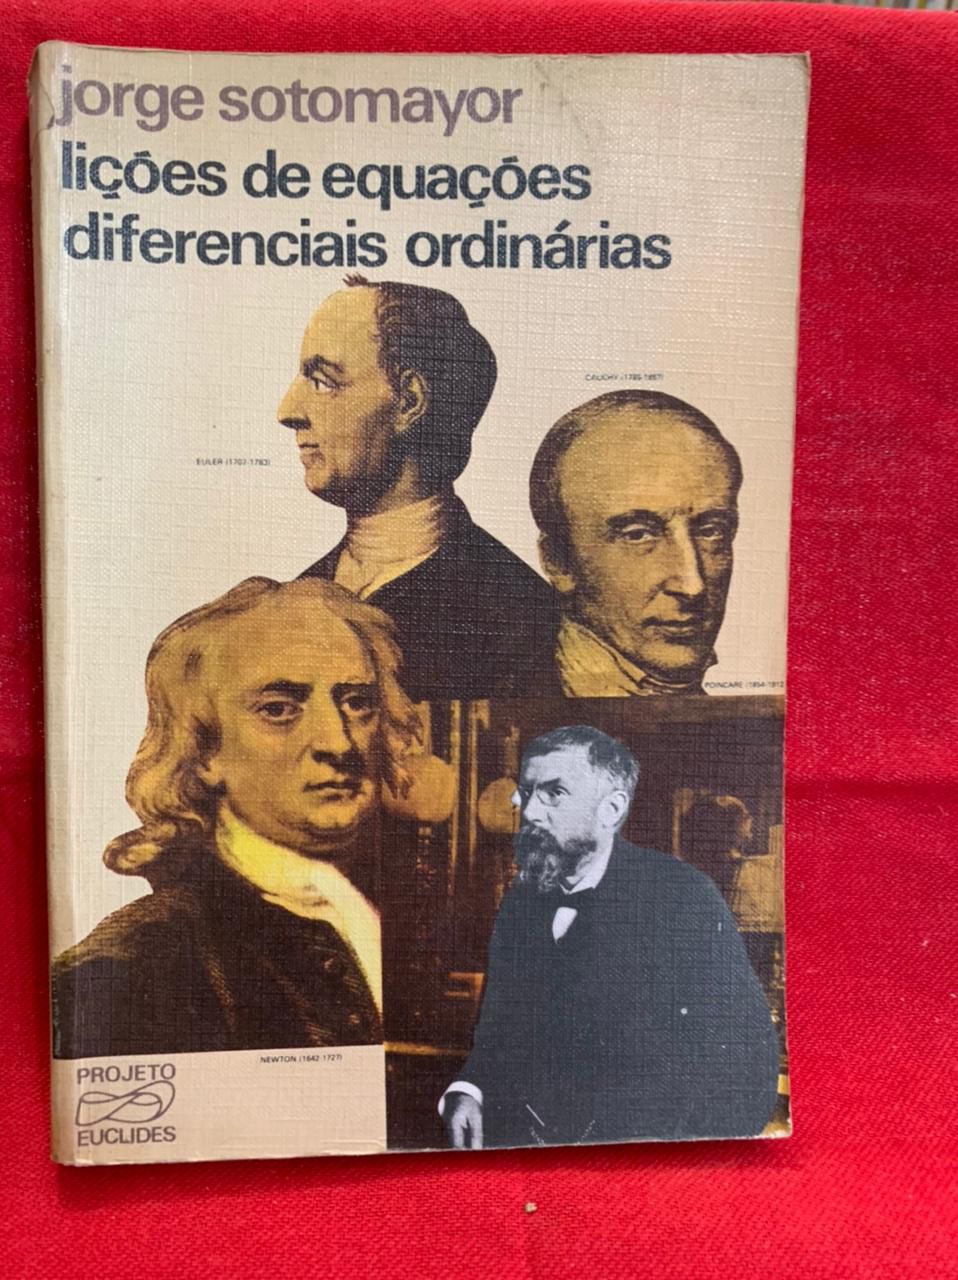 jorge sotomayor
lições de equações
diferenciais ordinárias
CAUCHY (1789-1857)
EULER (1707-1783)
POINCARÉ (1854-1912
NEWTON (1642-1727)
PROJETO
EUCLIDES